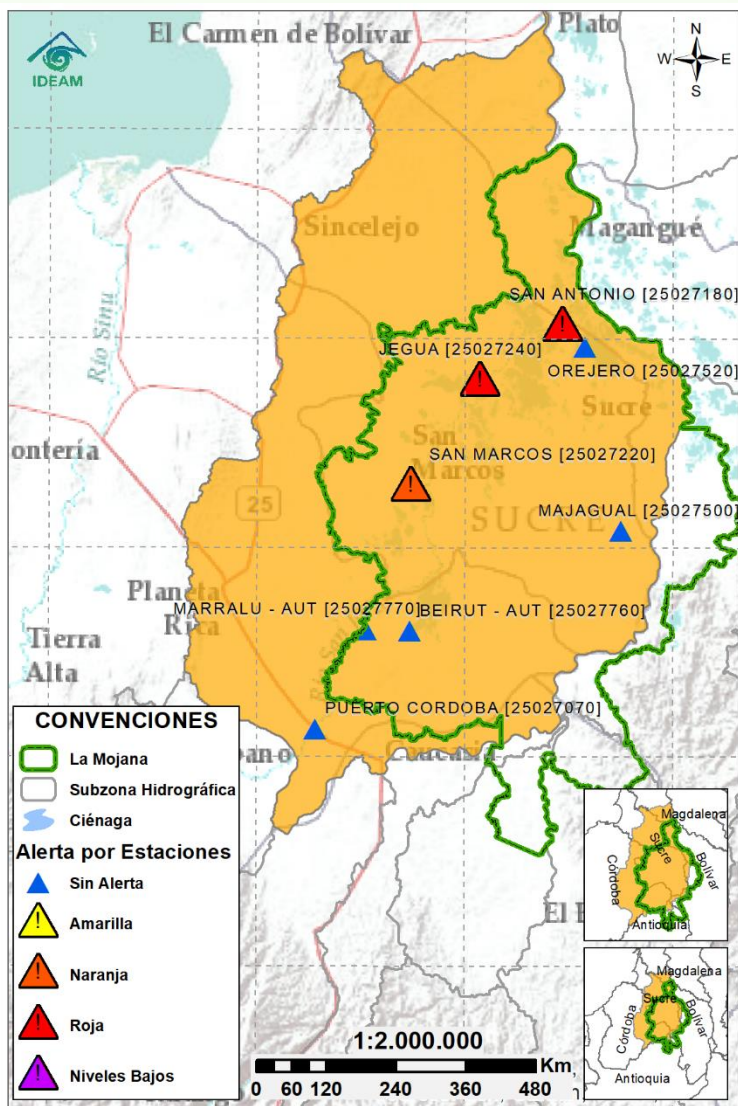 IDEAM
El Carmen de Bolívar
Plato
N
W E
S
Sincelejo
Magangué
Río Sinu
SAN ANTONIO [25027180]
JEGUA [25027240]
OREJERO [25027520]
Sucre
ontería
San
Marcos
SAN MARCOS [25027220]
25
SUCRE
MAJAGUAL [25027500]
Planeta
Rica
MARRALU - AUT [25027770]
BEIRUT - AUT [25027760]
Tierra
Alta
PUERTO CORDOBA [25027070]
bano
Caucasia
CONVENCIONES
La Mojana
Subzona Hidrográfica
Ciénaga
Alerta por Estaciones
Sin Alerta
Amarilla
Naranja
Roja
Niveles Bajos
El B
1:2.000.000
Km
0 60 120 240 360 480
Magdalena
Sucre
Bolívar
Córdoba
Antioquia
Magdalena
Sucre
Bolívar
Córdoba
Antioquia